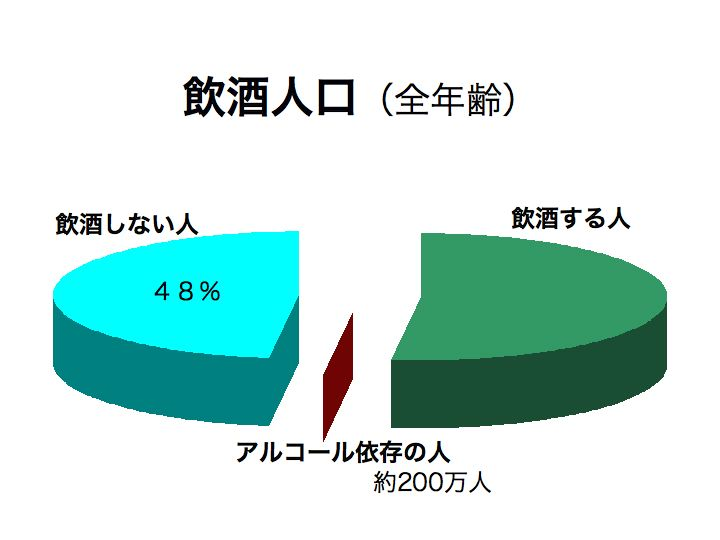 飲酒人口（全年齢）
飲酒しない人
飲酒する人
４８％
アルコール依存の人
約200万人